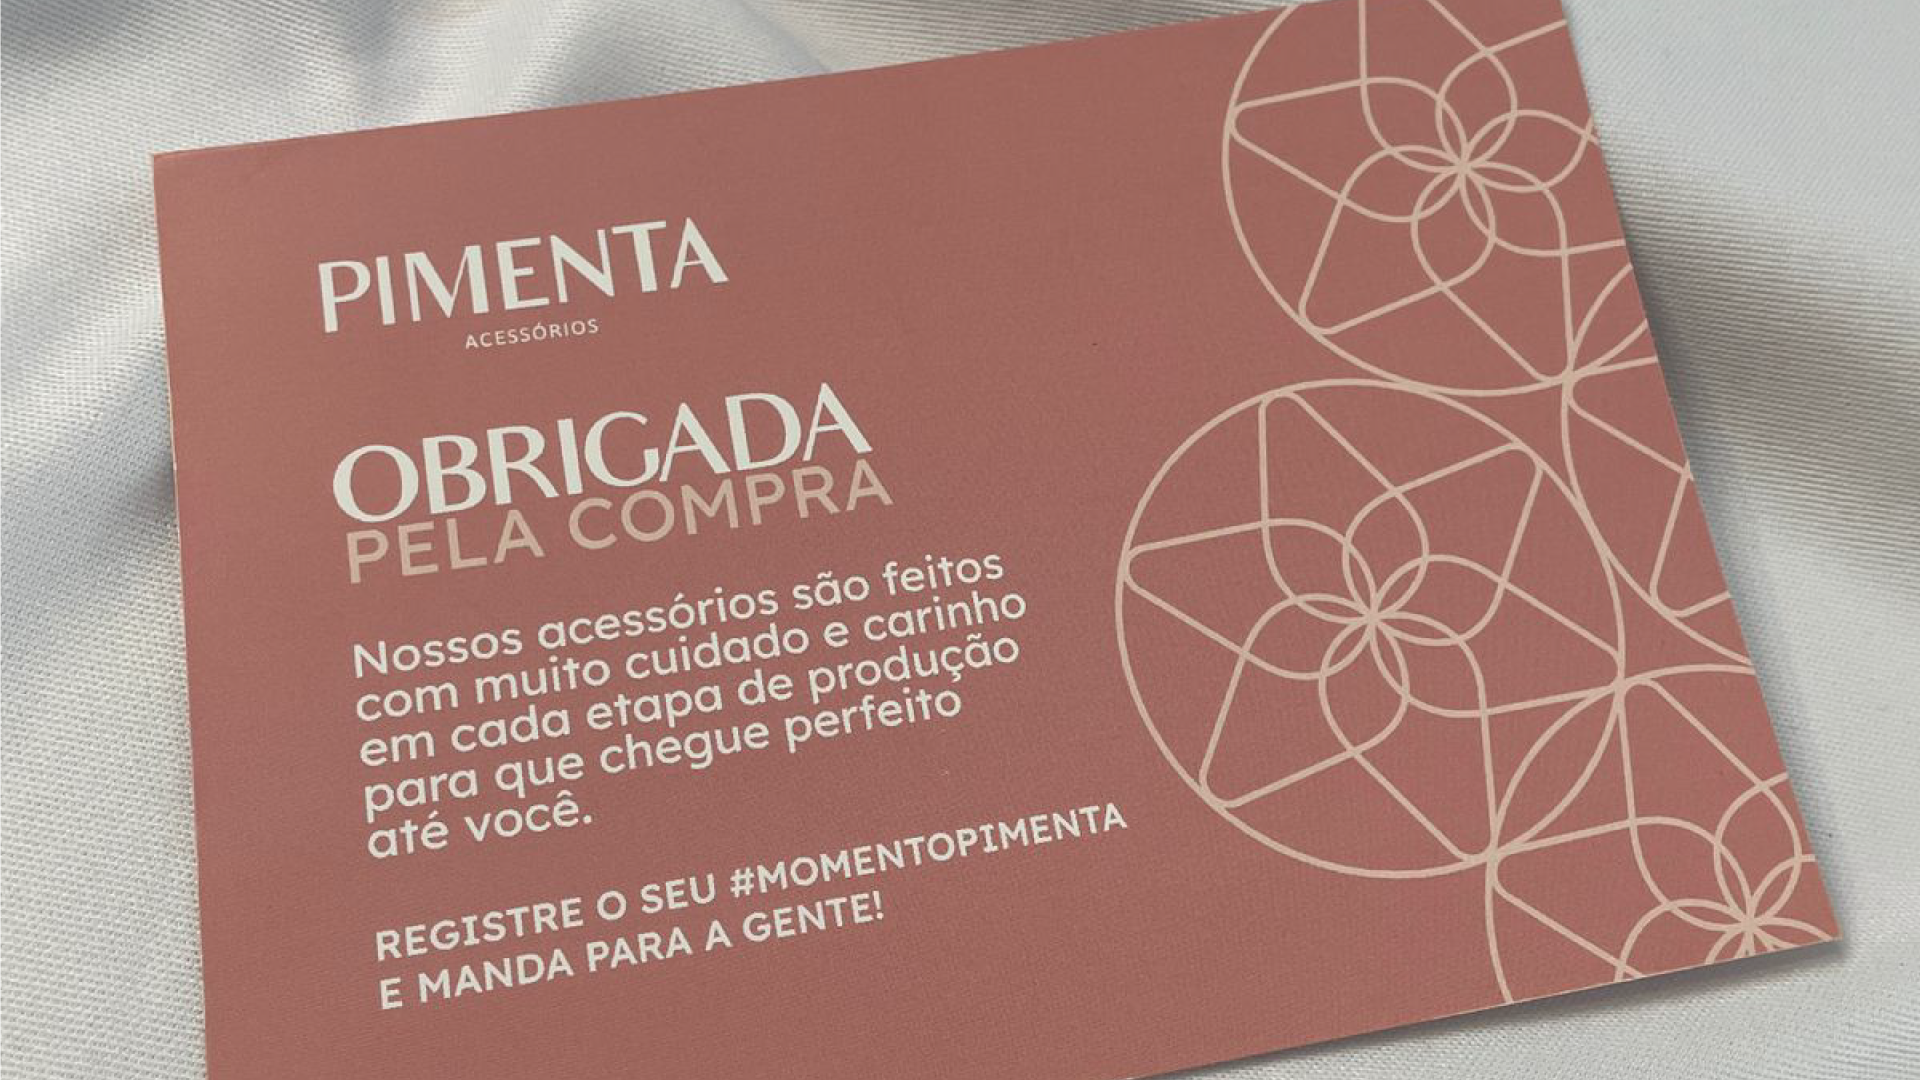 PIMENTA
ACESSÓRIOS
OBRIGADA
PELA COMPRA
Nossos acessórios são feitos
com muito cuidado e carinho
em cada etapa de produção
para que chegue perfeito
até você.
REGISTRE O SEU #MOMENTOPIMENTA
E MANDA PARA A GENTE!